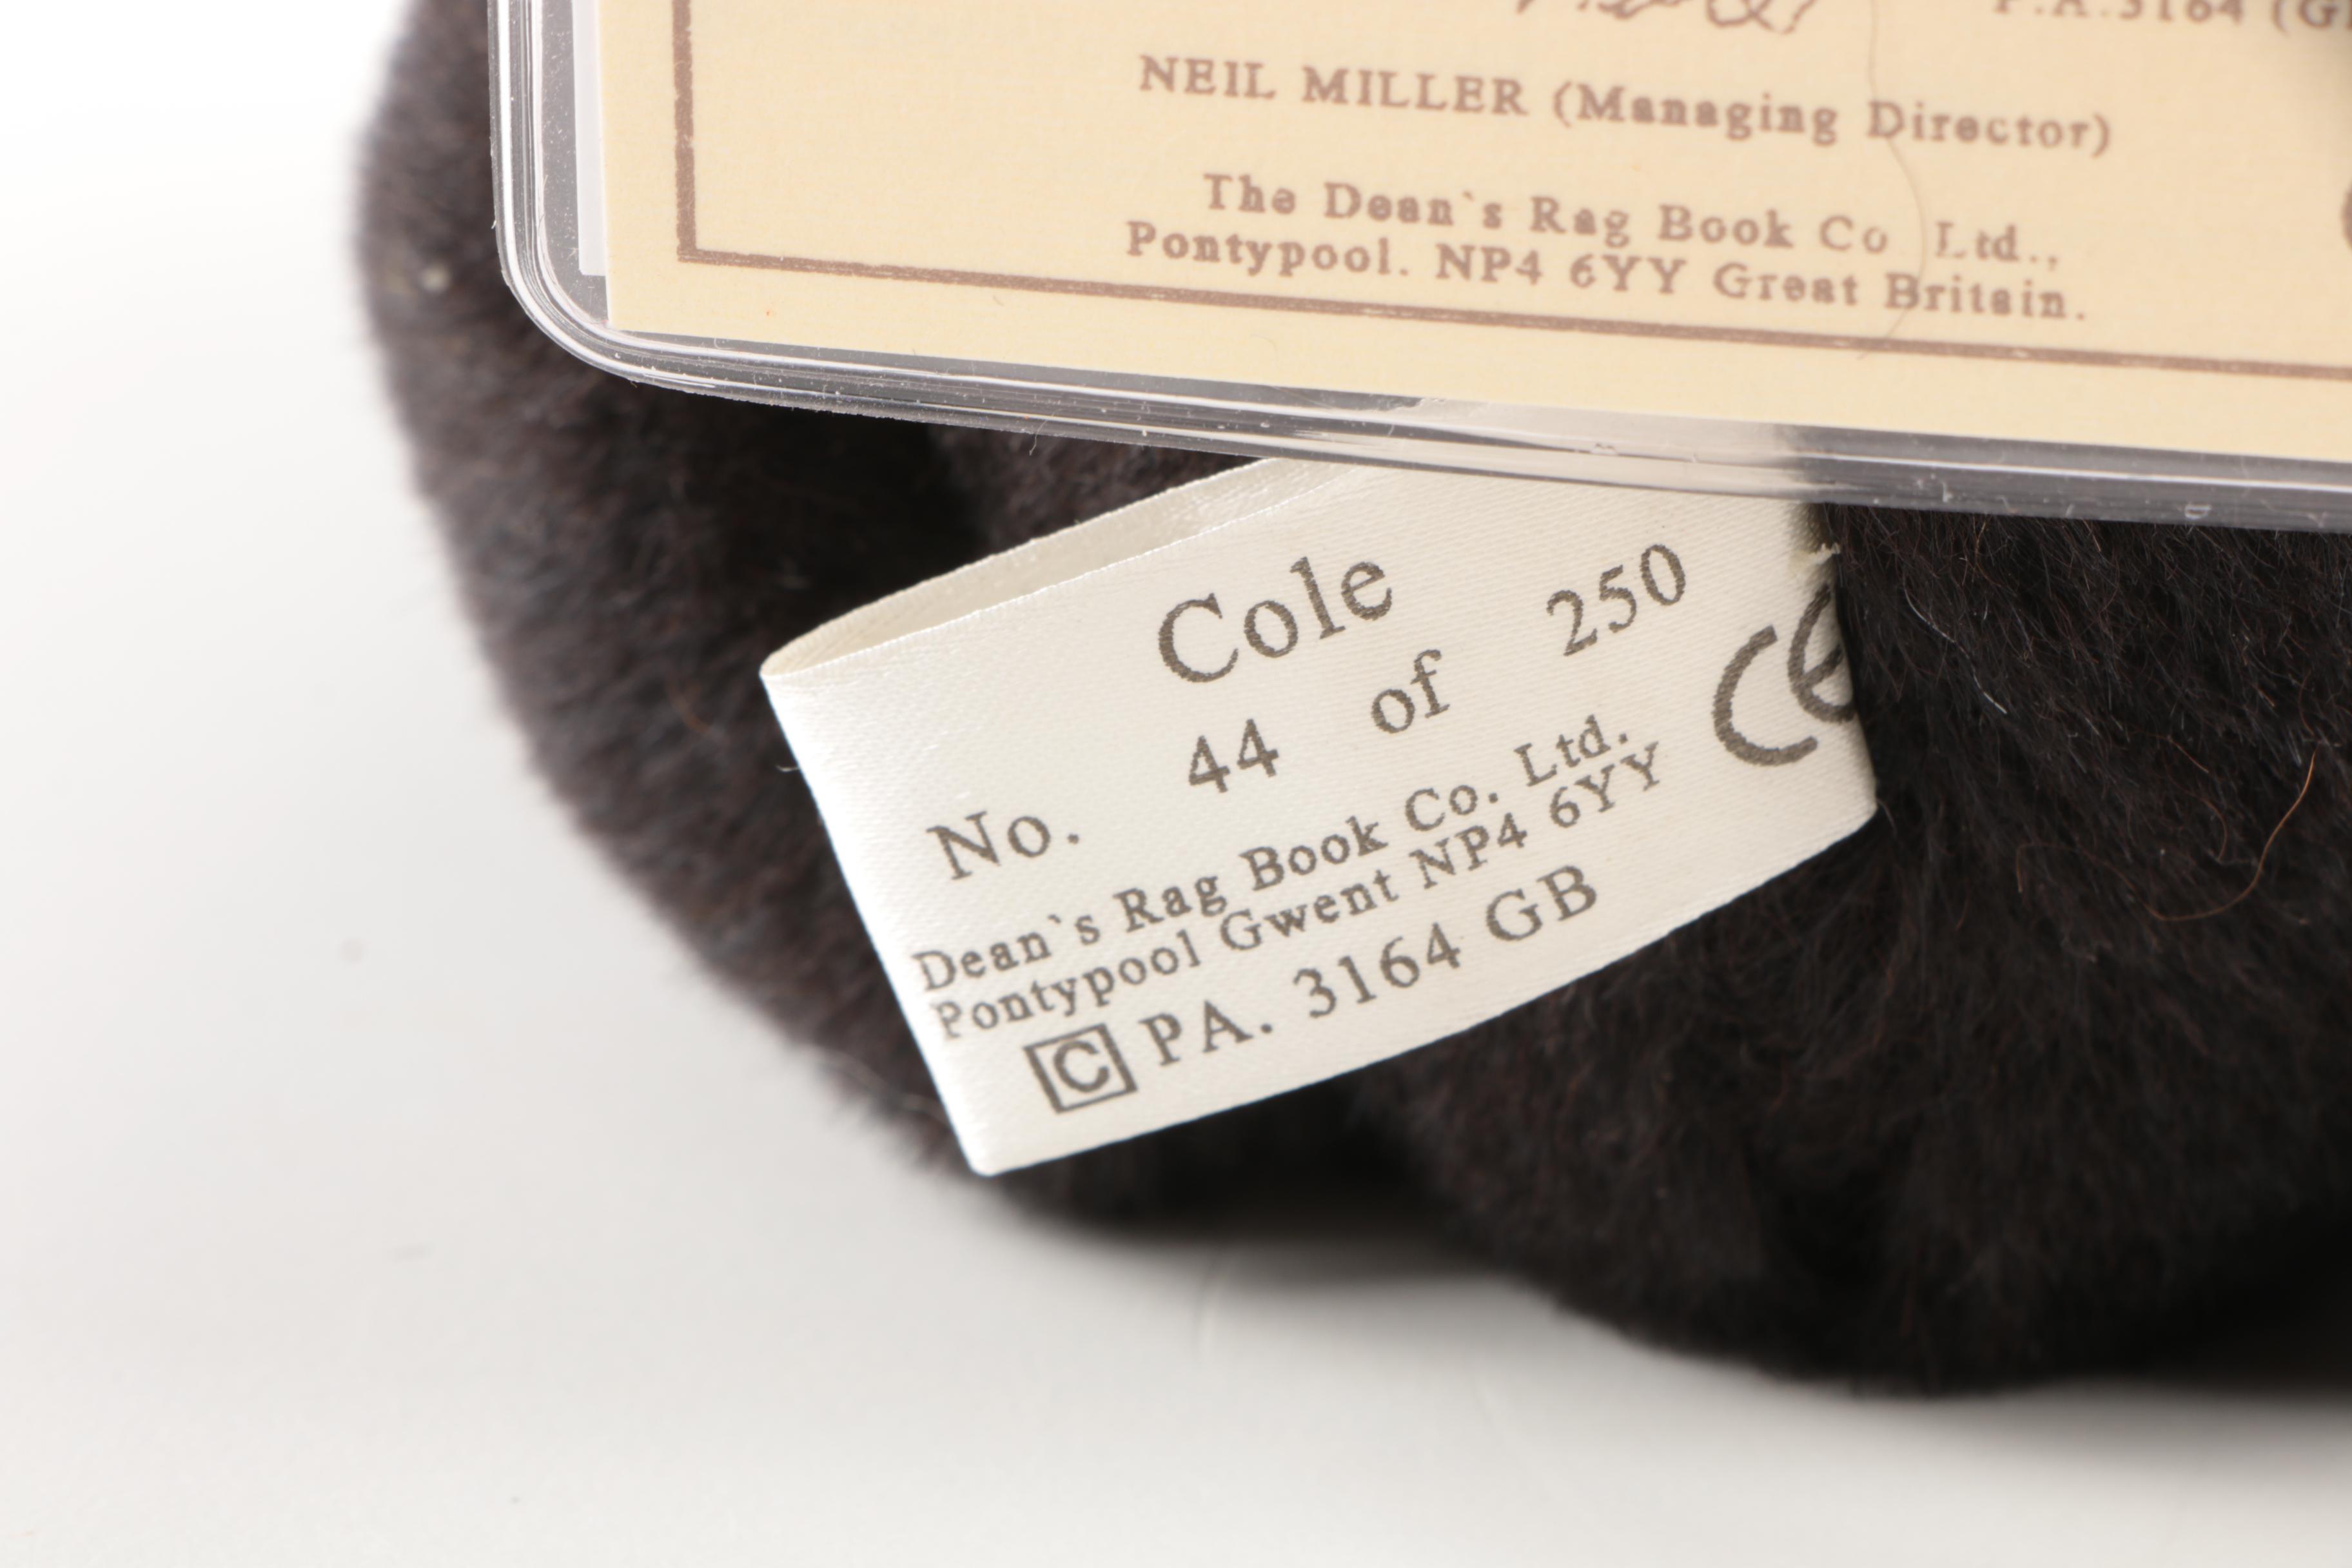 P.A.3164 (G
NEIL MILLER (Managing Director)
The Dean`s Rag Book Co Ltd.,
Pontypool. NP4 6YY Great Britain.
Cole
No. 44 of 250
Dean`s Rag Book Co. Ltd.
Pontypool Gwent NP4 6YY
C PA. 3164 GB
CE